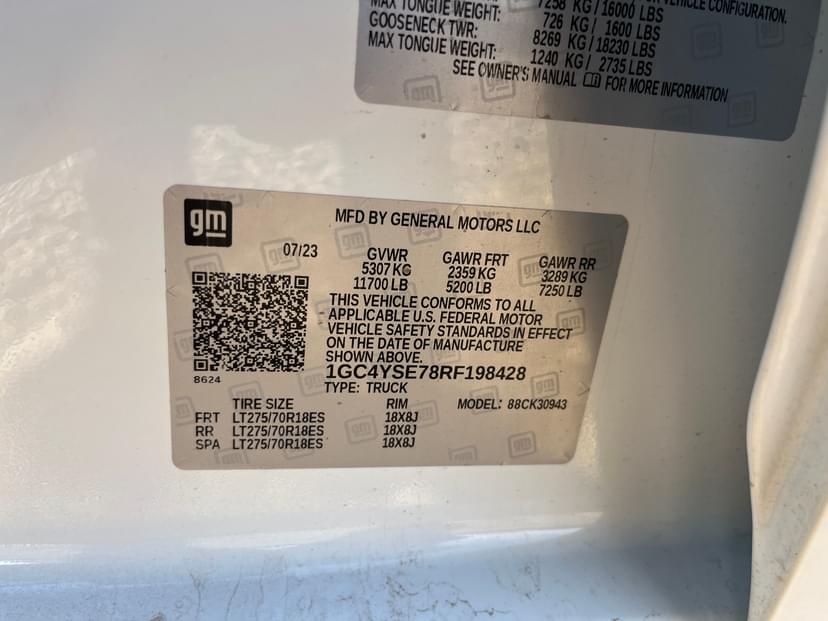 MAX TONGUE WEIGHT: 7258 KG/16000 LBS
GOOSENECK TWR: 726 KG/ 1600 LBS
MAX TONGUE WEIGHT: 8269 KG/18230 LBS
1240 KG/ 2735 LBS
SEE OWNER'S MANUAL FOR MORE INFORMATION
VEHICLE CONFIGURATION.
gm
MFD BY GENERAL MOTORS LLC
07/23
GVWR GAWR FRT GAWR RR
5307 KG 2359 KG 3289 KG
11700 LB 5200 LB 7250 LB
THIS VEHICLE CONFORMS TO ALL
APPLICABLE U.S. FEDERAL MOTOR
VEHICLE SAFETY STANDARDS IN EFFECT
ON THE DATE OF MANUFACTURE
SHOWN ABOVE.
8624
1GC4YSE78RF198428
TYPE: TRUCK
TIRE SIZE RIM MODEL: 88CK30943
FRT LT275/70R18ES 18X8J
RR LT275/70R18ES 18X8J
SPA LT275/70R18ES 18X8J